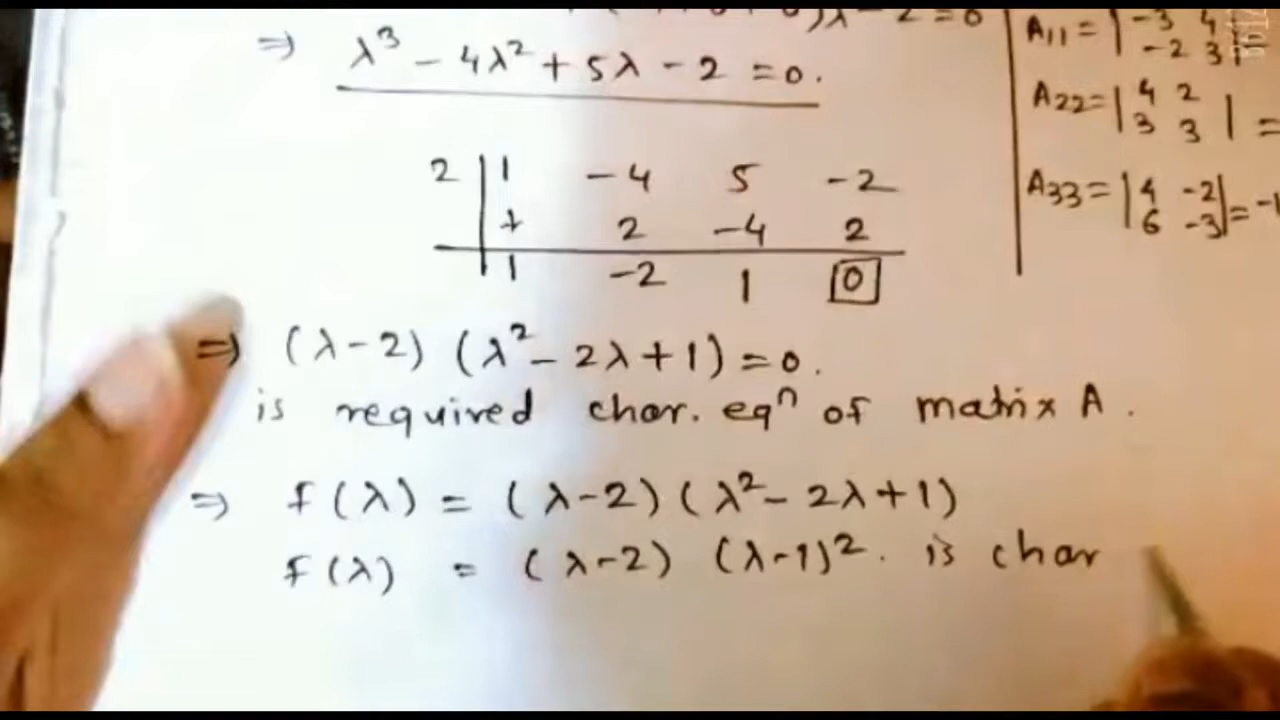 ⇒ λ³ - 4λ² + 5λ - 2 = 0.
2 | 1 -4 5 -2
+ 2 -4 2
1 -2 1 0
⇒ (λ-2) (λ² - 2λ + 1) = 0.
is required char. eqⁿ of matrix A.
⇒ f(λ) = (λ-2) (λ² - 2λ + 1)
f(λ) = (λ-2) (λ-1)². is char
A11 = | -3 4
-2 3 | =
A22 = | 4 2
3 3 | =
A33 = | 4 -2
6 -3 | = -1